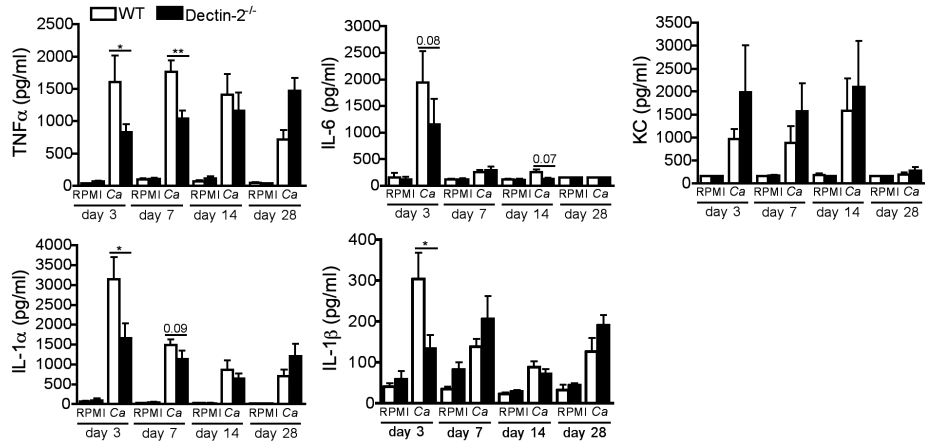 WT Dectin-2-/-
TNFα (pg/ml)
2500
2000
1500
1000
500
0
* **
RPMI Ca RPMI Ca RPMI Ca RPMI Ca
day 3 day 7 day 14 day 28
IL-6 (pg/ml)
3000
2500
2000
1500
1000
500
0
0.08 0.07
RPMI Ca RPMI Ca RPMI Ca RPMI Ca
day 3 day 7 day 14 day 28
KC (pg/ml)
3500
3000
2500
2000
1500
1000
500
0
RPMI Ca RPMI Ca RPMI Ca RPMI Ca
day 3 day 7 day 14 day 28
IL-1α (pg/ml)
4000
3500
3000
2500
2000
1500
1000
500
0
* 0.09
RPMI Ca RPMI Ca RPMI Ca RPMI Ca
day 3 day 7 day 14 day 28
IL-1β (pg/ml)
400
300
200
100
0
*
RPMI Ca RPMI Ca RPMI Ca RPMI Ca
day 3 day 7 day 14 day 28